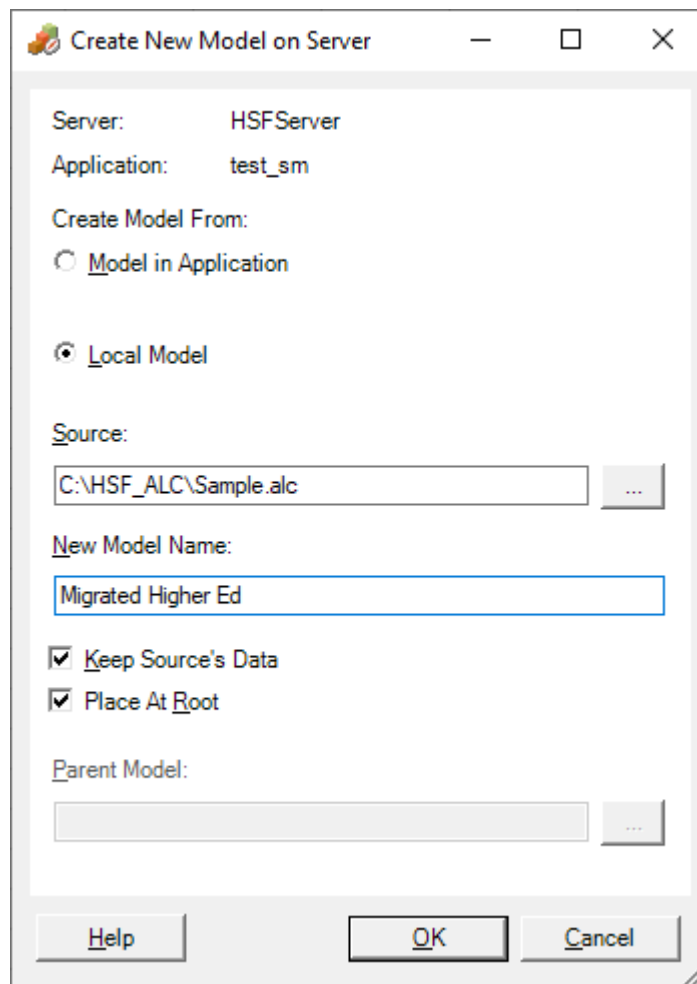 Create New Model on Server
Server: HSFServer
Application: test_sm
Create Model From:
Model in Application
Local Model
Source:
C:\HSF_ALC\Sample.alc ...
New Model Name:
Migrated Higher Ed
Keep Source's Data
Place At Root
Parent Model:
...
Help OK Cancel